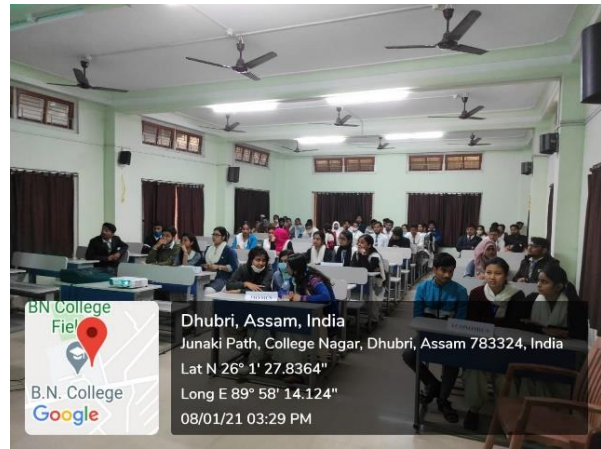 BN College
Fiel
B.N. College
Google
Dhubri, Assam, India
Junaki Path, College Nagar, Dhubri, Assam 783324, India
Lat N 26° 1' 27.8364"
Long E 89° 58' 14.124"
08/01/21 03:29 PM
ECONOMICS